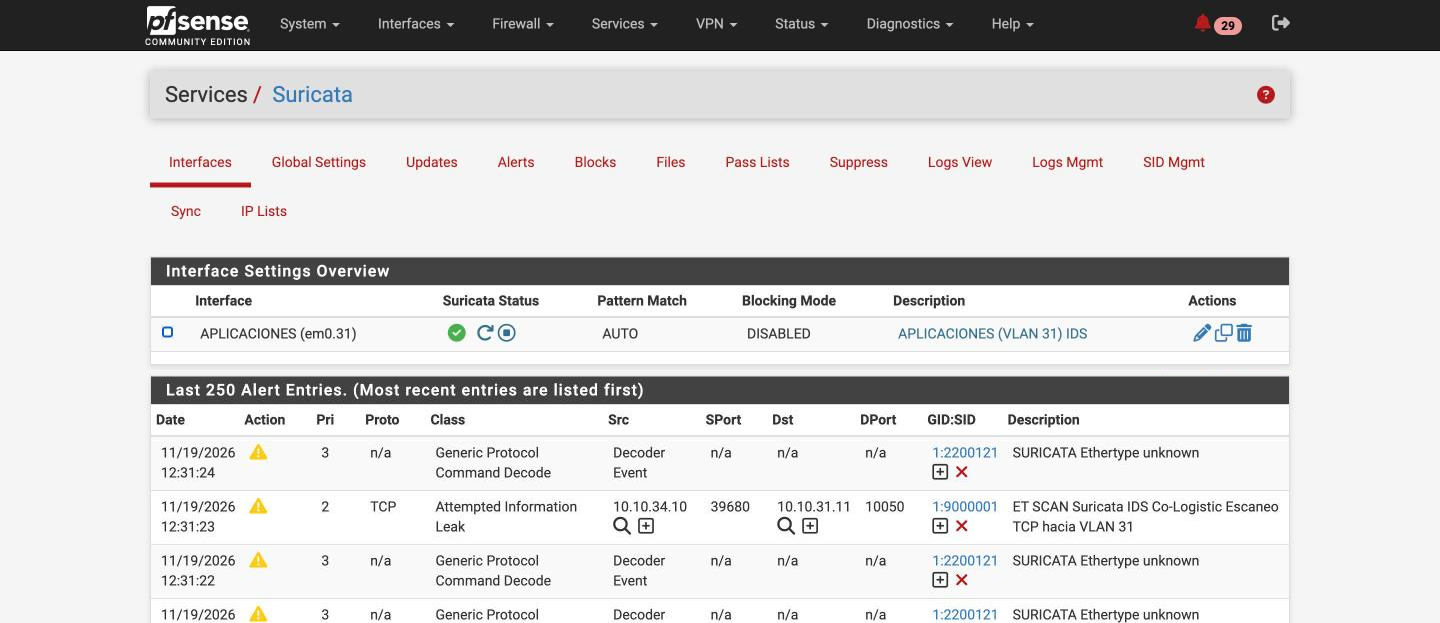 pfsense
COMMUNITY EDITION
System Interfaces Firewall Services VPN Status Diagnostics Help 29
Services / Suricata ?
Interfaces Global Settings Updates Alerts Blocks Files Pass Lists Suppress Logs View Logs Mgmt SID Mgmt
Sync IP Lists
Interface Settings Overview
Interface Suricata Status Pattern Match Blocking Mode Description Actions
APLICACIONES (em0.31) AUTO DISABLED APLICACIONES (VLAN 31) IDS
Last 250 Alert Entries. (Most recent entries are listed first)
Date Action Pri Proto Class Src SPort Dst DPort GID:SID Description
11/19/2026 3 n/a Generic Protocol Decoder n/a n/a n/a 1:2200121 SURICATA Ethertype unknown
12:31:24 Command Decode Event
11/19/2026 2 TCP Attempted Information 10.10.34.10 39680 10.10.31.11 10050 1:9000001 ET SCAN Suricata IDS Co-Logistic Escaneo
12:31:23 Leak TCP hacia VLAN 31
11/19/2026 3 n/a Generic Protocol Decoder n/a n/a n/a 1:2200121 SURICATA Ethertype unknown
12:31:22 Command Decode Event
11/19/2026 3 n/a Generic Protocol Decoder n/a n/a n/a 1:2200121 SURICATA Ethertype unknown